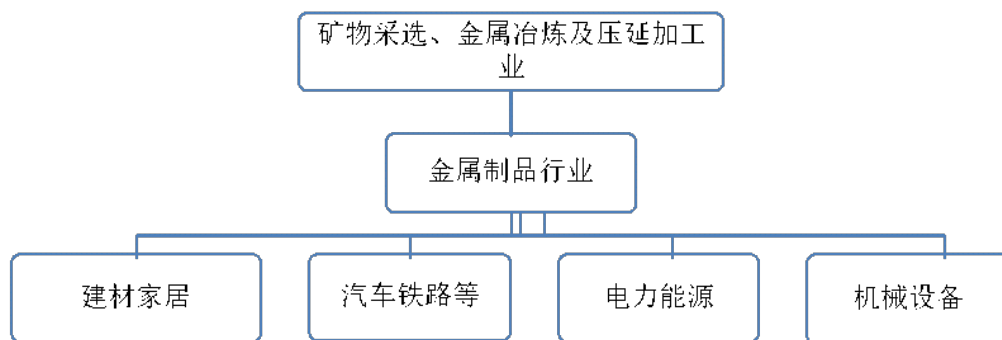 矿物采选、金属冶炼及压延加工
业
金属制品行业
建材家居
汽车铁路等
电力能源
机械设备